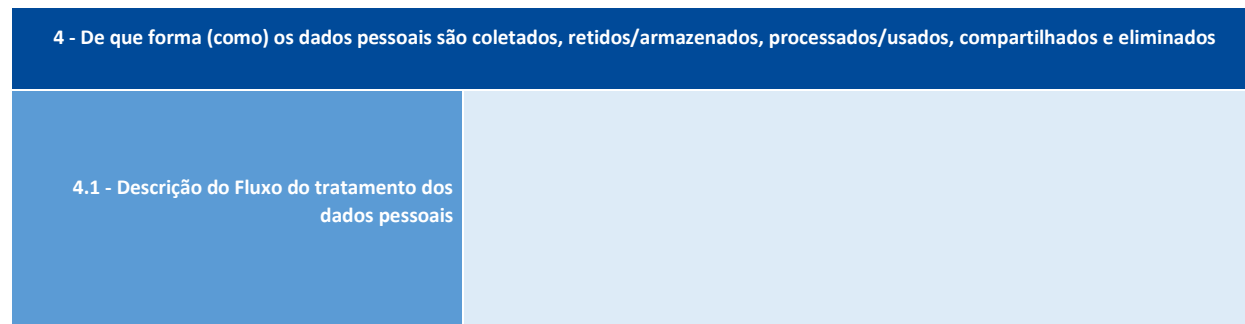 4 - De que forma (como) os dados pessoais são coletados, retidos/armazenados, processados/usados, compartilhados e eliminados
4.1 - Descrição do Fluxo do tratamento dos
dados pessoais